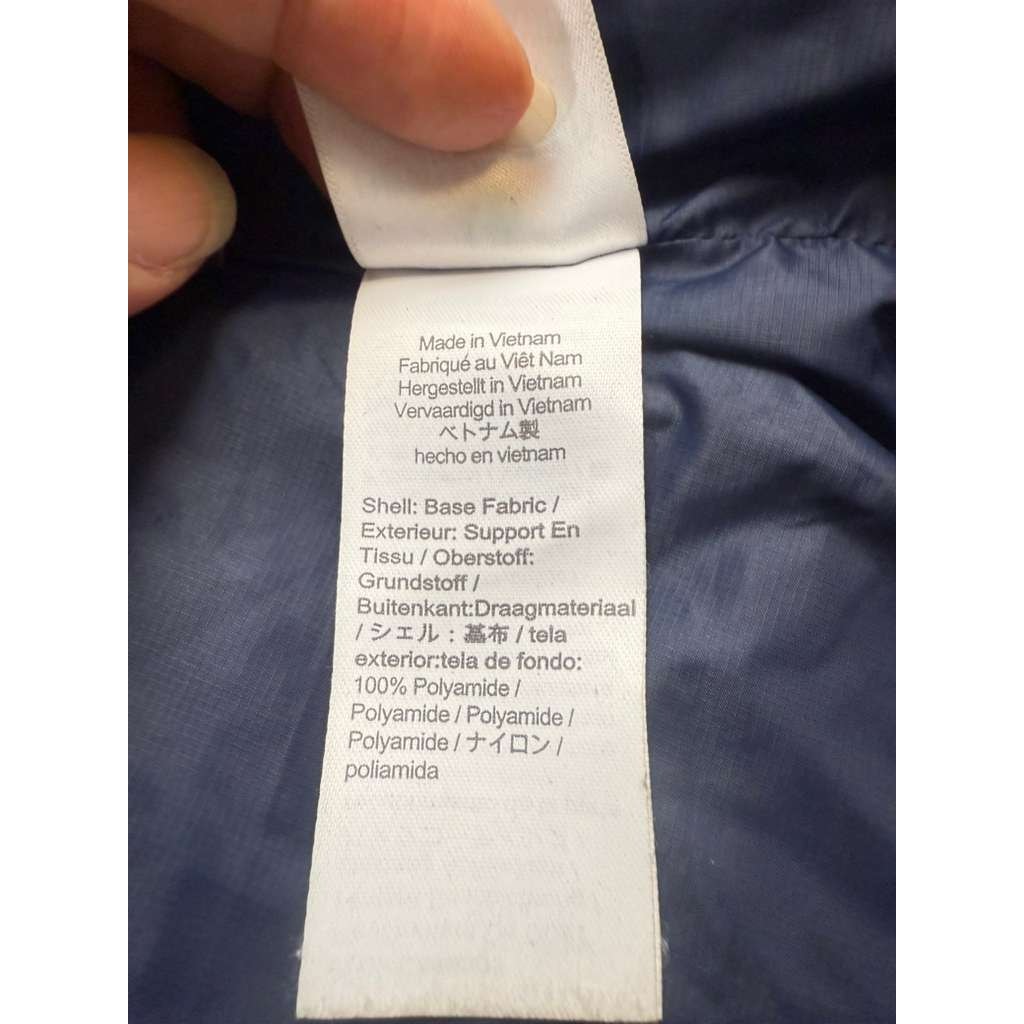 Made in Vietnam
Fabriqué au Viêt Nam
Hergestellt in Vietnam
Vervaardigd in Vietnam
ベトナム製
hecho en vietnam
Shell: Base Fabric /
Exterieur: Support En
Tissu / Oberstoff:
Grundstoff /
Buitenkant:Draagmateriaal
/ シェル : 基布 / tela
exterior:tela de fondo:
100% Polyamide /
Polyamide / Polyamide /
Polyamide / ナイロン /
poliamida